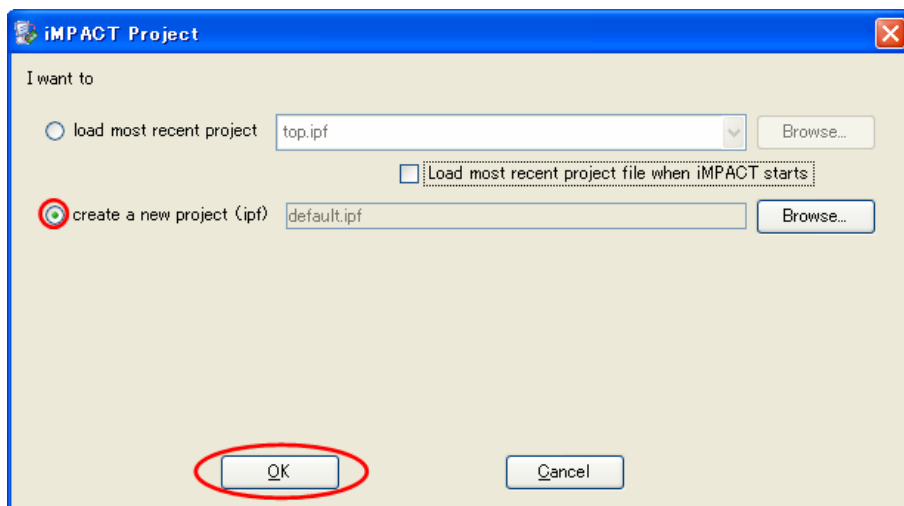 iMPACT Project
I want to
load most recent project top.ipf Browse...
Load most recent project file when iMPACT starts
create a new project (ipf) default.ipf Browse...
OK Cancel